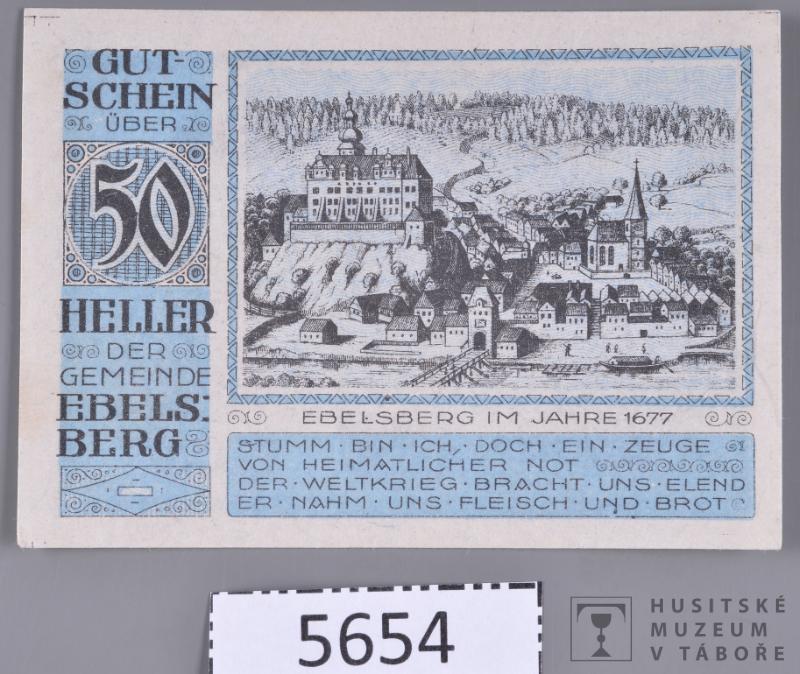 GUT-
SCHEIN
ÜBER
50
HELLER
DER
GEMEINDE
EBELS:
BERG
EBELSBERG IM JAHRE 1677
STUMM · BIN · ICH, · DOCH · EIN · ZEUGE
VON · HEIMATLICHER · NOT
DER · WELTKRIEG · BRACHT · UNS · ELEND
ER · NAHM · UNS · FLEISCH · UND · BROT
5654
HUSITSKÉ
MUZEUM
V TÁBOŘE